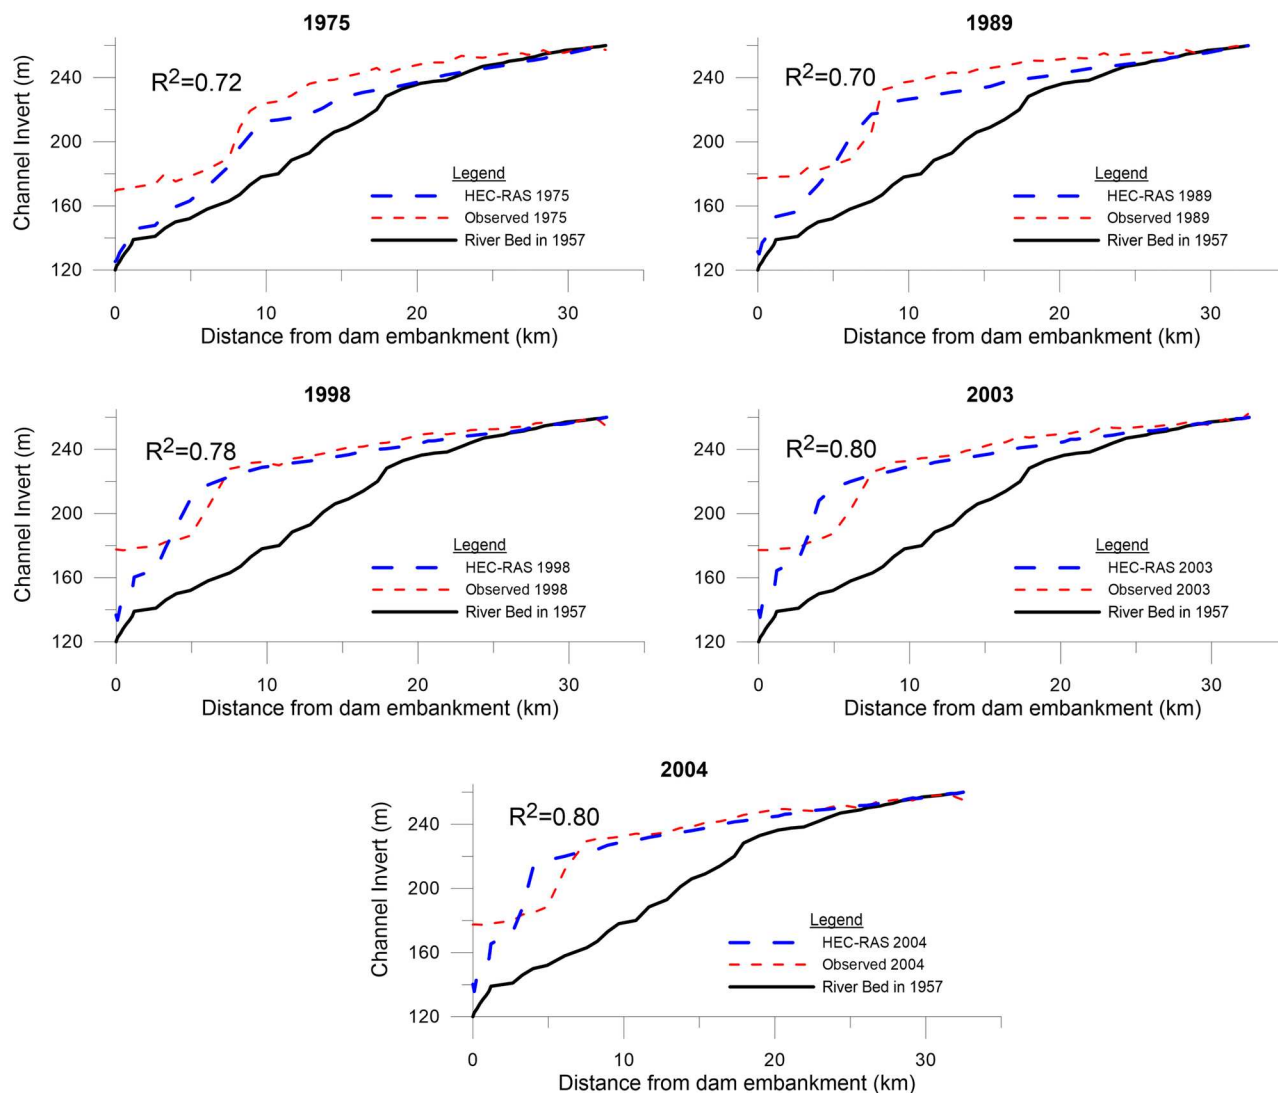 1975
Channel Invert (m)
240
200
160
120
R²=0.72
Legend
HEC-RAS 1975
Observed 1975
River Bed in 1957
0 10 20 30
Distance from dam embankment (km)
1989
Channel Invert (m)
240
200
160
120
R²=0.70
Legend
HEC-RAS 1989
Observed 1989
River Bed in 1957
0 10 20 30
Distance from dam embankment (km)
1998
Channel Invert (m)
240
200
160
120
R²=0.78
Legend
HEC-RAS 1998
Observed 1998
River Bed in 1957
0 10 20 30
Distance from dam embankment (km)
2003
Channel Invert (m)
240
200
160
120
R²=0.80
Legend
HEC-RAS 2003
Observed 2003
River Bed in 1957
0 10 20 30
Distance from dam embankment (km)
2004
Channel Invert (m)
240
200
160
120
R²=0.80
Legend
HEC-RAS 2004
Observed 2004
River Bed in 1957
0 10 20 30
Distance from dam embankment (km)